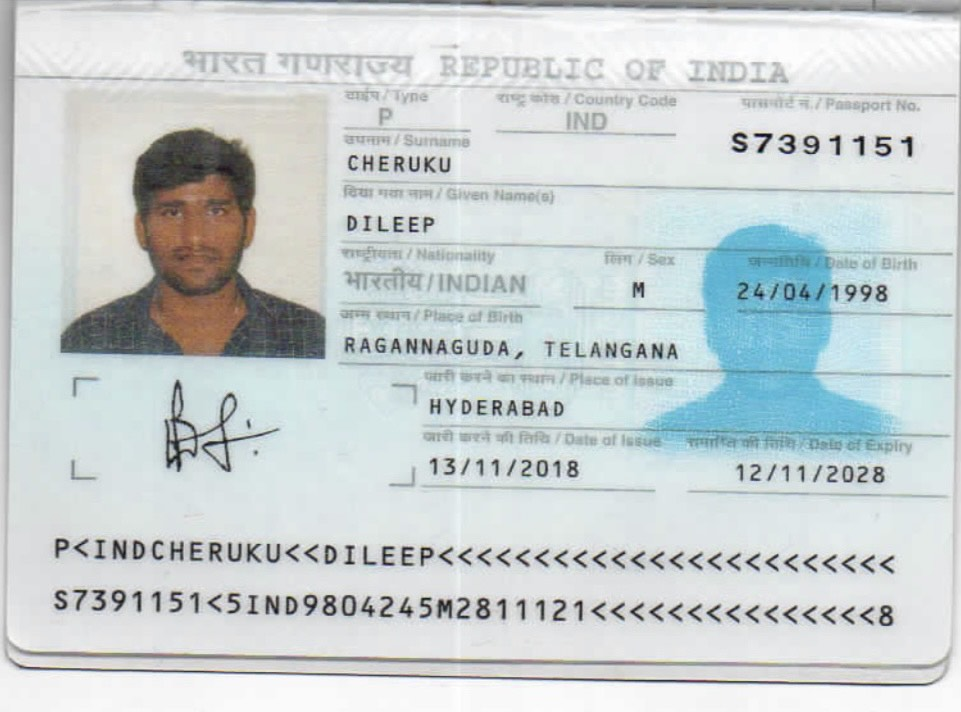 भारत गणराज्य REPUBLIC OF INDIA
टाईप / Type राष्ट्र कोड / Country Code पासपोर्ट नं. / Passport No.
P IND S7391151
उपनाम / Surname
CHERUKU
दिया गया नाम / Given Name(s)
DILEEP
राष्ट्रीयता / Nationality लिंग / Sex जन्मतिथि / Date of Birth
भारतीय / INDIAN M 24/04/1998
जन्म स्थान / Place of Birth
RAGANNAGUDA, TELANGANA
जारी करने का स्थान / Place of Issue
HYDERABAD
जारी करने की तिथि / Date of Issue समाप्ति की तिथि / Date of Expiry
13/11/2018 12/11/2028
P<INDCHERUKU<<DILEEP<<<<<<<<<<<<<<<<<<<<<<<<
S7391151<5IND9804245M2811121<<<<<<<<<<<<<<<8